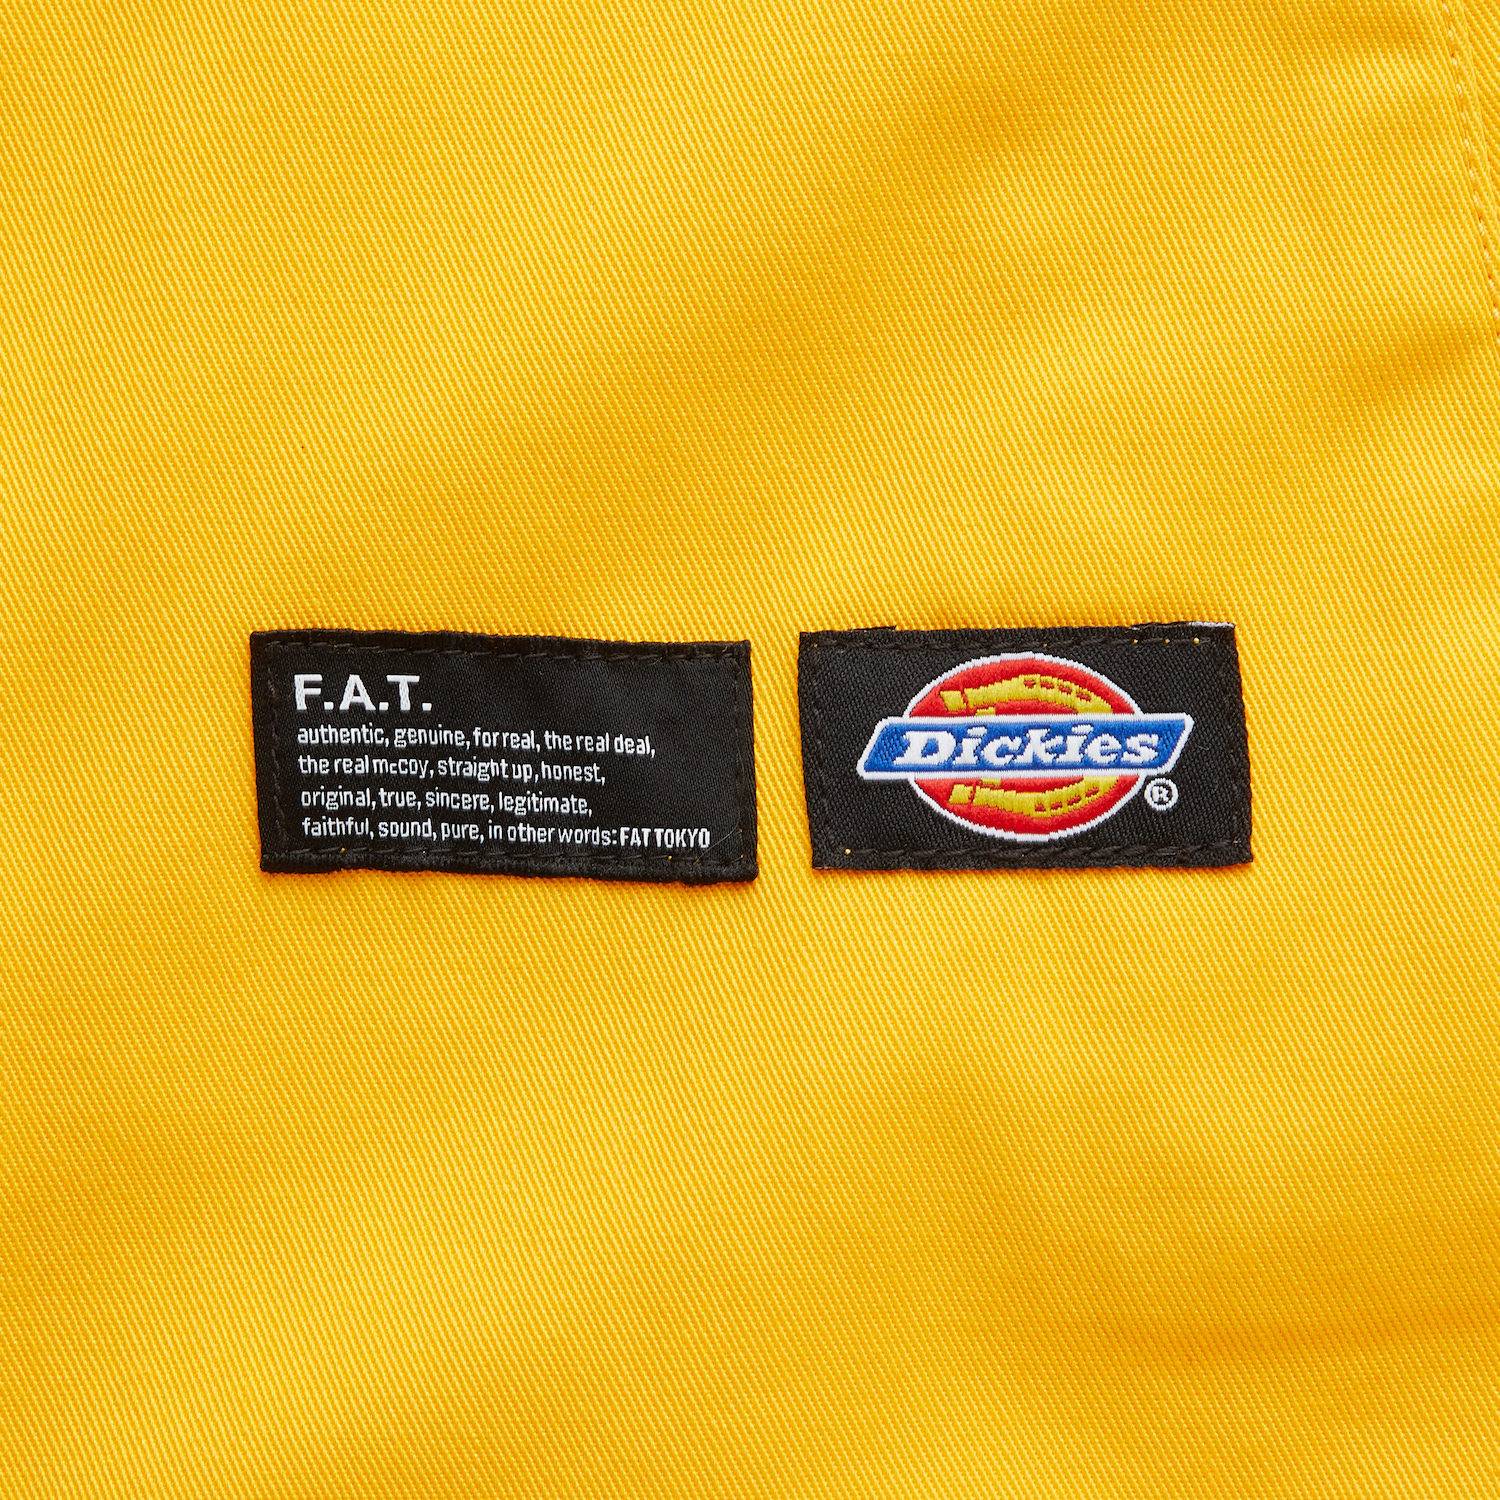 F.A.T.
authentic, genuine, for real, the real deal,
the real mccoy, straight up, honest,
original, true, sincere, legitimate,
faithful, sound, pure, in other words: FAT TOKYO
Dickies
®